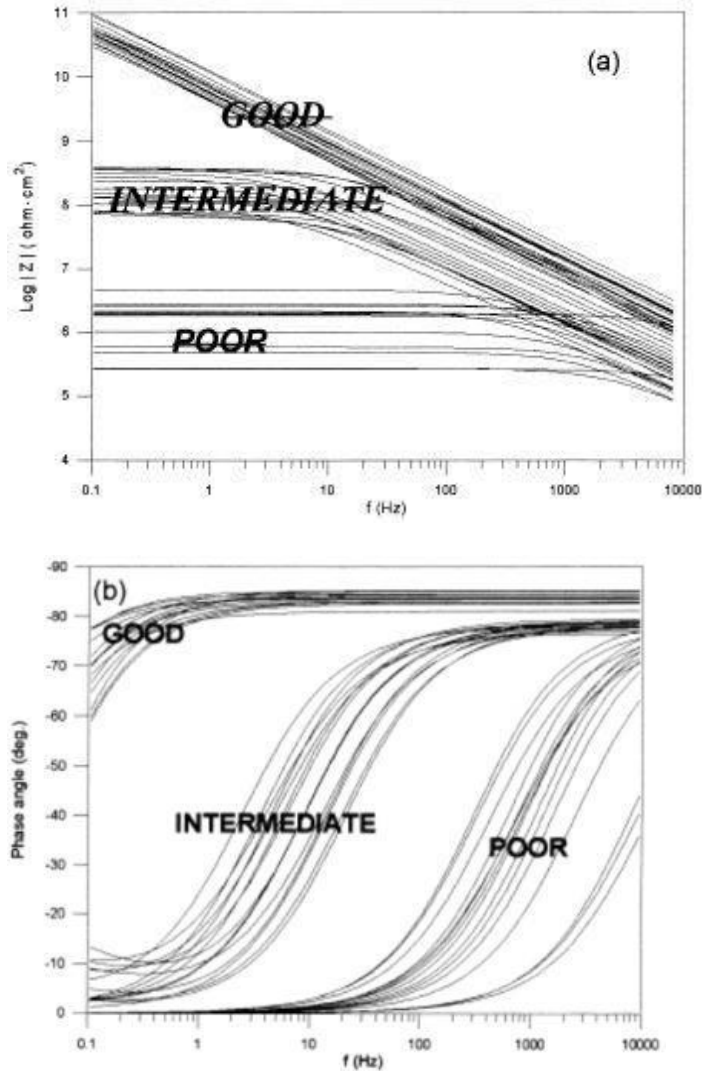 (a)
11
10
9
8
7
6
5
4
Log | Z | ( ohm·cm²)
GOOD
INTERMEDIATE
POOR
0.1 1 10 100 1000 10000
f (Hz)
(b)
-90
-80
-70
-60
-50
-40
-30
-20
-10
0
Phase angle (deg.)
GOOD
INTERMEDIATE
POOR
0.1 1 10 100 1000 10000
f (Hz)